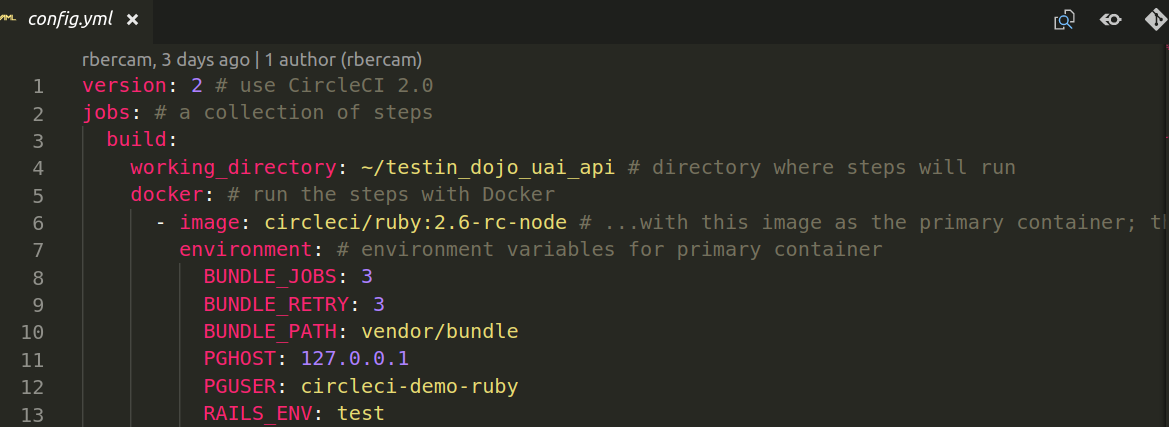 config.yml
rbercam, 3 days ago | 1 author (rbercam)
1 version: 2 # use CircleCI 2.0
2 jobs: # a collection of steps
3 build:
4 working_directory: ~/testin_dojo_uai_api # directory where steps will run
5 docker: # run the steps with Docker
6 - image: circleci/ruby:2.6-rc-node # ...with this image as the primary container;
7 environment: # environment variables for primary container
8 BUNDLE_JOBS: 3
9 BUNDLE_RETRY: 3
10 BUNDLE_PATH: vendor/bundle
11 PGHOST: 127.0.0.1
12 PGUSER: circleci-demo-ruby
13 RAILS_ENV: test